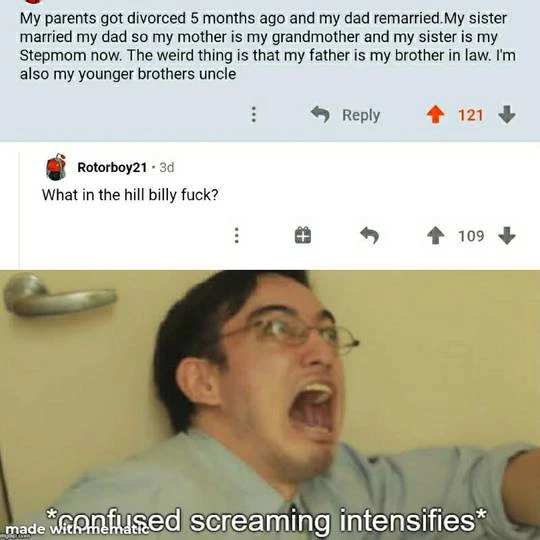 My parents got divorced 5 months ago and my dad remarried.My sister
married my dad so my mother is my grandmother and my sister is my
Stepmom now. The weird thing is that my father is my brother in law. I'm
also my younger brothers uncle
Reply 121
Rotorboy21 • 3d
What in the hill billy fuck?
109
*confused screaming intensifies*
made with mematic